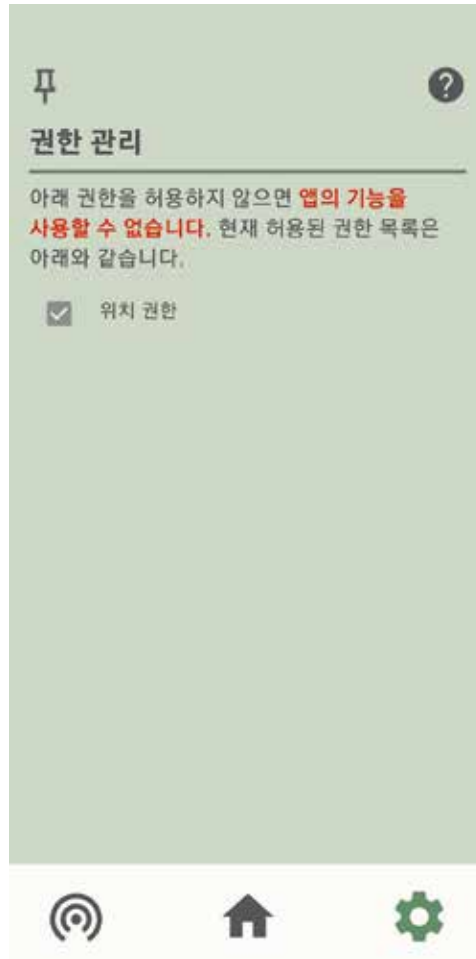 권한 관리
아래 권한을 허용하지 않으면 앱의 기능을
사용할 수 없습니다. 현재 허용된 권한 목록은
아래와 같습니다.
위치 권한